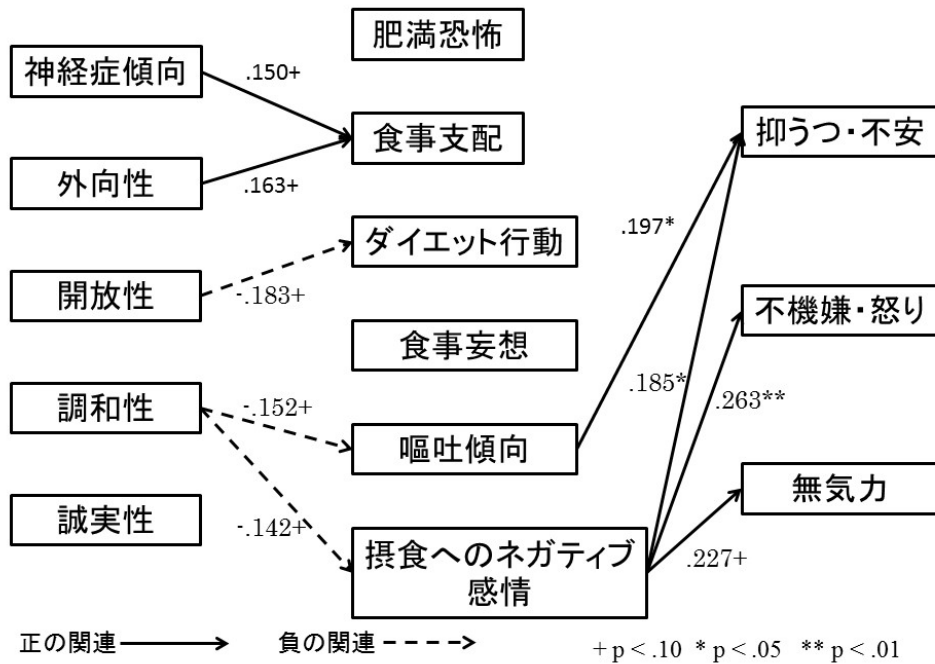 肥満恐怖
神経症傾向
.150+
食事支配
抑うつ・不安
外向性
.163+
.197*
ダイエット行動
開放性
-.183+
不機嫌・怒り
食事妄想
.185*
.263**
調和性
-.152+
嘔吐傾向
無気力
誠実性
-.142+
摂食へのネガティブ
感情
.227+
正の関連
負の関連
+ p < .10 * p < .05 ** p < .01